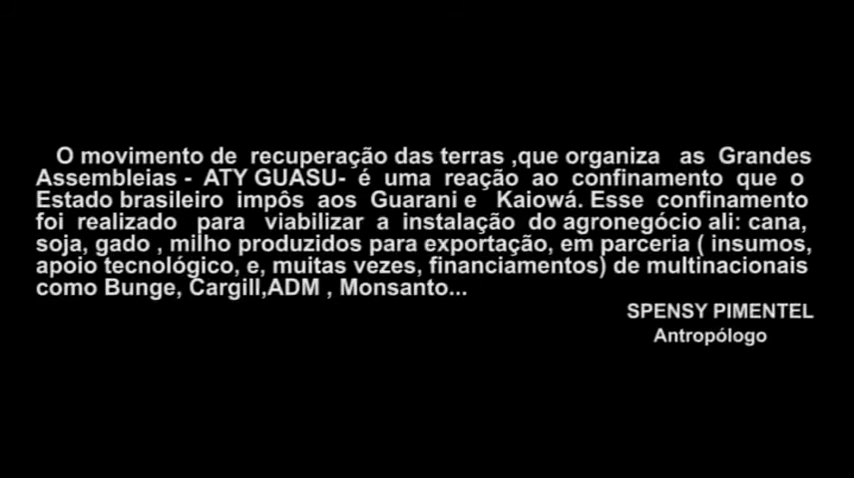 O movimento de recuperação das terras ,que organiza as Grandes
Assembleias - ATY GUASU- é uma reação ao confinamento que o
Estado brasileiro impôs aos Guarani e Kaiowá. Esse confinamento
foi realizado para viabilizar a instalação do agronegócio ali: cana,
soja, gado , milho produzidos para exportação, em parceria ( insumos,
apoio tecnológico, e, muitas vezes, financiamentos) de multinacionais
como Bunge, Cargill,ADM , Monsanto...
SPENSY PIMENTEL
Antropólogo